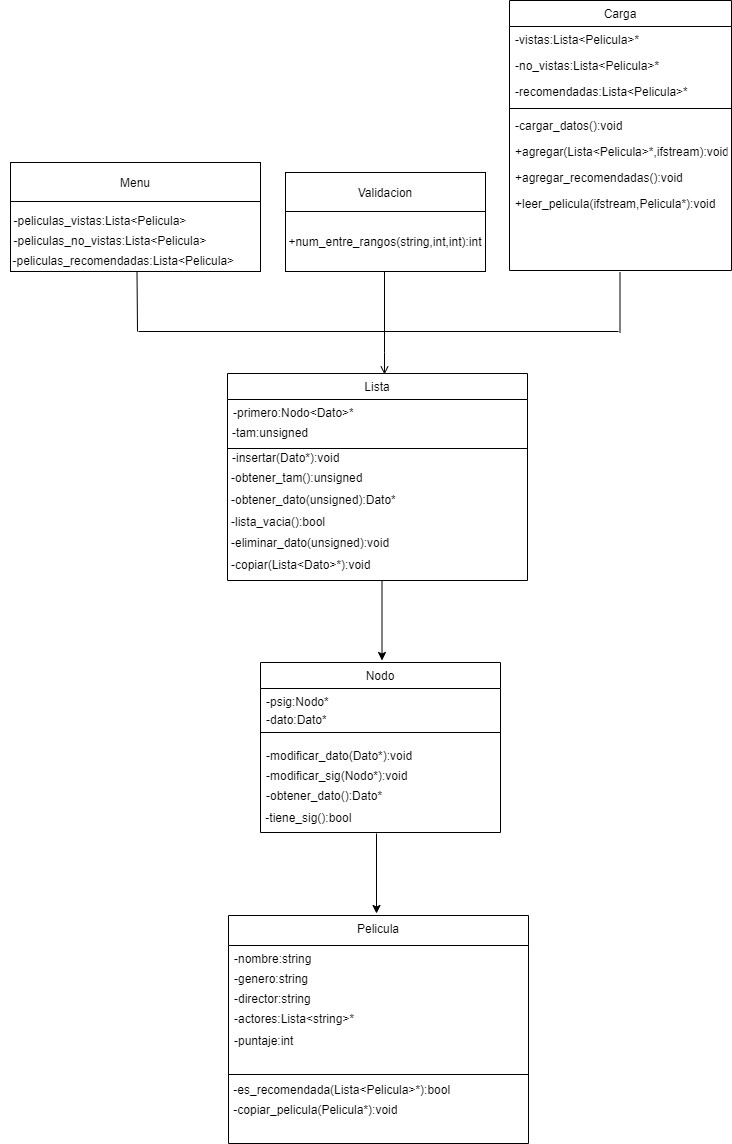 Carga
-vistas:Lista<Pelicula>*
-no_vistas:Lista<Pelicula>*
-recomendadas:Lista<Pelicula>*
-cargar_datos():void
+agregar(Lista<Pelicula>*,ifstream):void
+agregar_recomendadas():void
+leer_pelicula(ifstream,Pelicula*):void
Menu
-peliculas_vistas:Lista<Pelicula>
-peliculas_no_vistas:Lista<Pelicula>
-peliculas_recomendadas:Lista<Pelicula>
Validacion
+num_entre_rangos(string,int,int):int
Lista
-primero:Nodo<Dato>*
-tam:unsigned
-insertar(Dato*):void
-obtener_tam():unsigned
-obtener_dato(unsigned):Dato*
-lista_vacia():bool
-eliminar_dato(unsigned):void
-copiar(Lista<Dato>*):void
Nodo
-psig:Nodo*
-dato:Dato*
-modificar_dato(Dato*):void
-modificar_sig(Nodo*):void
-obtener_dato():Dato*
-tiene_sig():bool
Pelicula
-nombre:string
-genero:string
-director:string
-actores:Lista<string>*
-puntaje:int
-es_recomendada(Lista<Pelicula>*):bool
-copiar_pelicula(Pelicula*):void